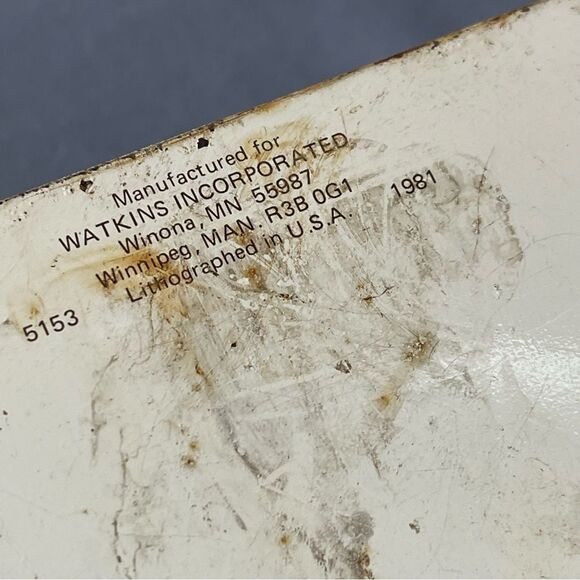 Manufactured for
WATKINS INCORPORATED
Winona, MN 55987
Winnipeg, MAN. R3B 0G1
Lithographed in U.S.A.
1981
5153